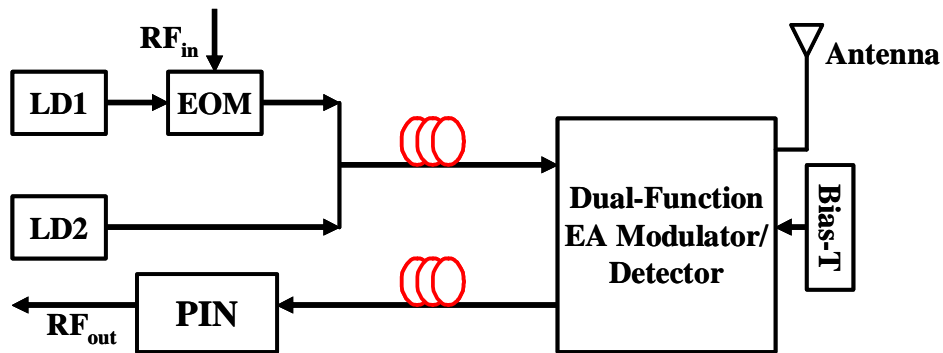 RFin
Antenna
LD1
EOM
LD2
Dual-Function
EA Modulator/
Detector
Bias-T
PIN
RFout